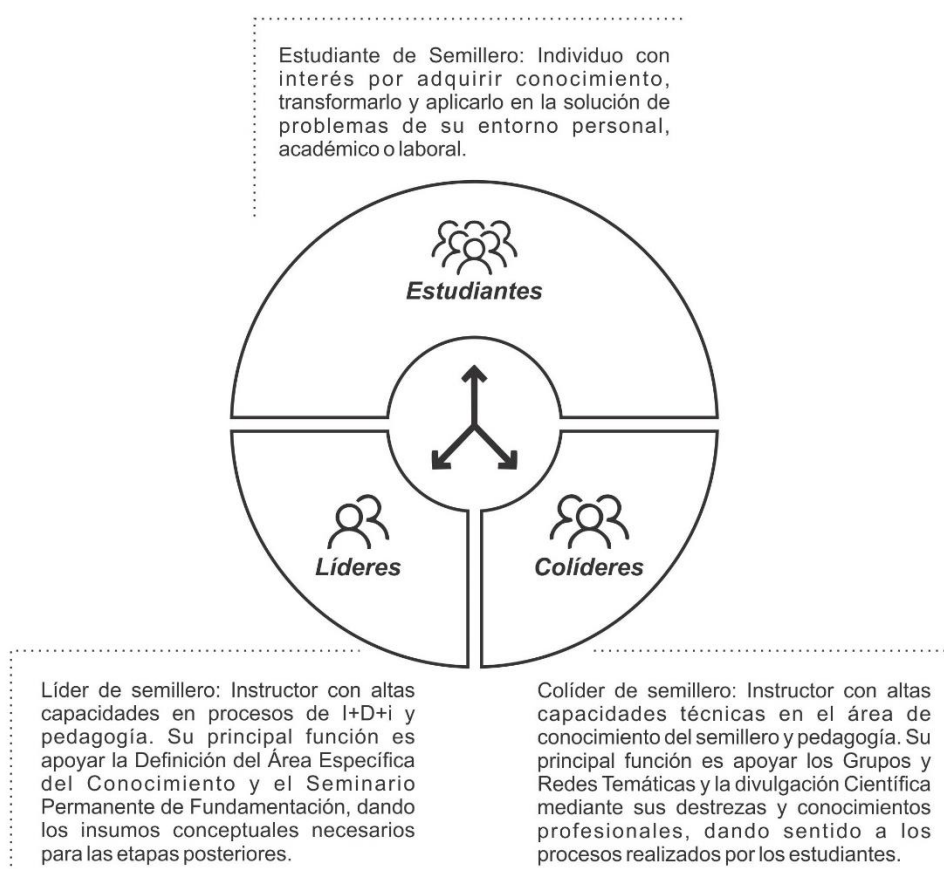 Estudiante de Semillero: Individuo con
interés por adquirir conocimiento,
transformarlo y aplicarlo en la solución de
problemas de su entorno personal,
académico o laboral.
Estudiantes
Líderes
Colíderes
Líder de semillero: Instructor con altas
capacidades en procesos de I+D+i y
pedagogía. Su principal función es
apoyar la Definición del Área Específica
del Conocimiento y el Seminario
Permanente de Fundamentación, dando
los insumos conceptuales necesarios
para las etapas posteriores.
Colíder de semillero: Instructor con altas
capacidades técnicas en el área de
conocimiento del semillero y pedagogía. Su
principal función es apoyar los Grupos y
Redes Temáticas y la divulgación Científica
mediante sus destrezas y conocimientos
profesionales, dando sentido a los
procesos realizados por los estudiantes.